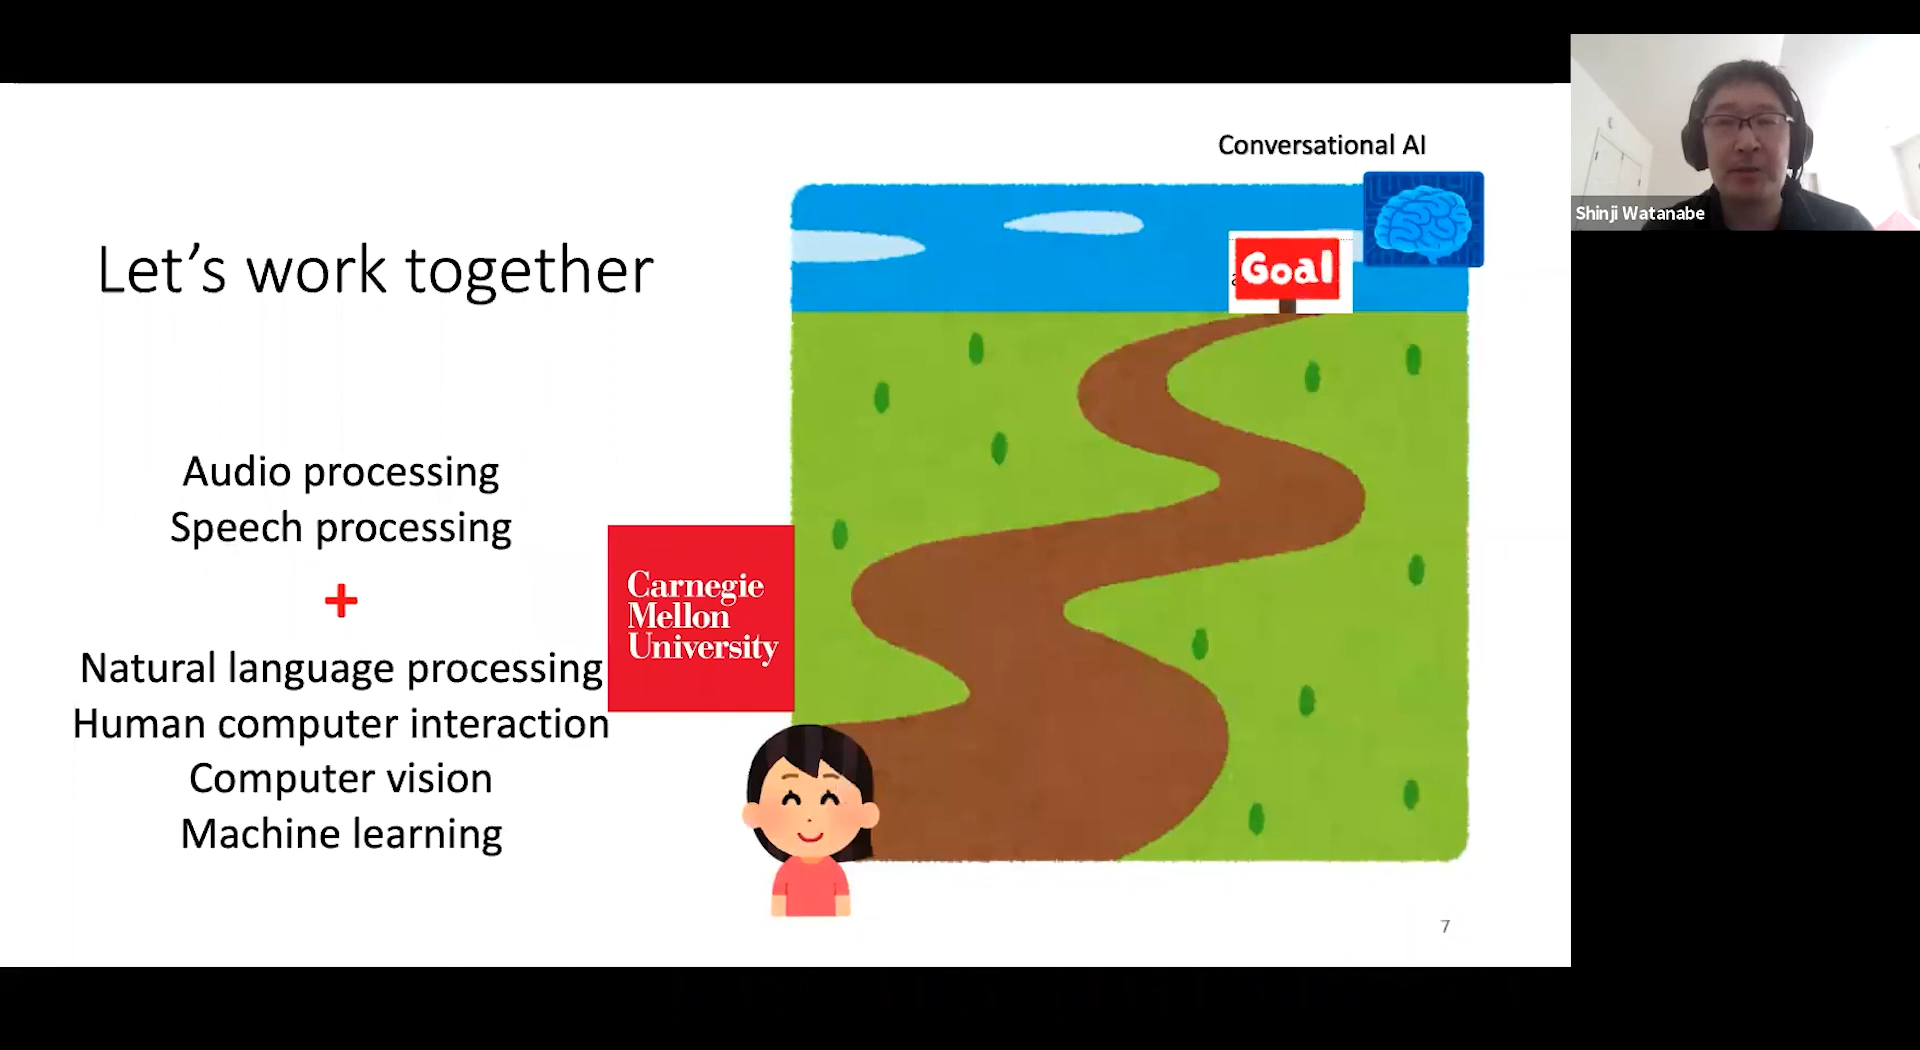 Conversational AI
Shinji Watanabe
Let's work together
Goal
Audio processing
Speech processing
+
Natural language processing
Human computer interaction
Computer vision
Machine learning
Carnegie
Mellon
University
7